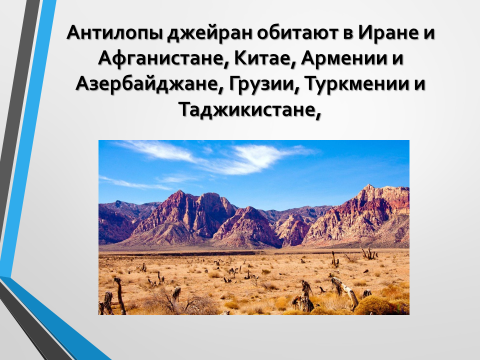 Антилопы джейран обитают в Иране и
Афганистане, Китае, Армении и
Азербайджане, Грузии, Туркмении и
Таджикистане,